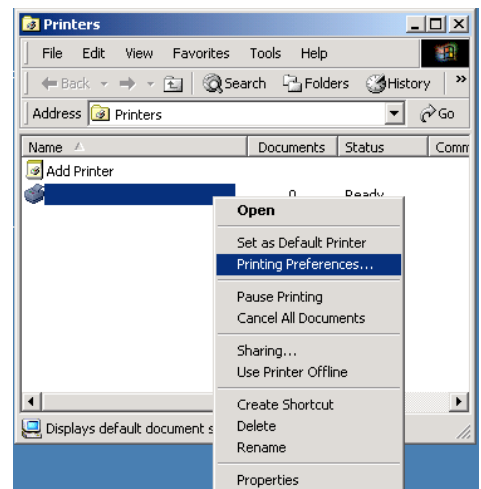 Printers
File Edit View Favorites Tools Help
Back Search Folders History »
Address Printers Go
Name Documents Status Comm
Add Printer
0 Ready
Open
Set as Default Printer
Printing Preferences...
Pause Printing
Cancel All Documents
Sharing...
Use Printer Offline
Create Shortcut
Displays default document s
Delete
Rename
Properties